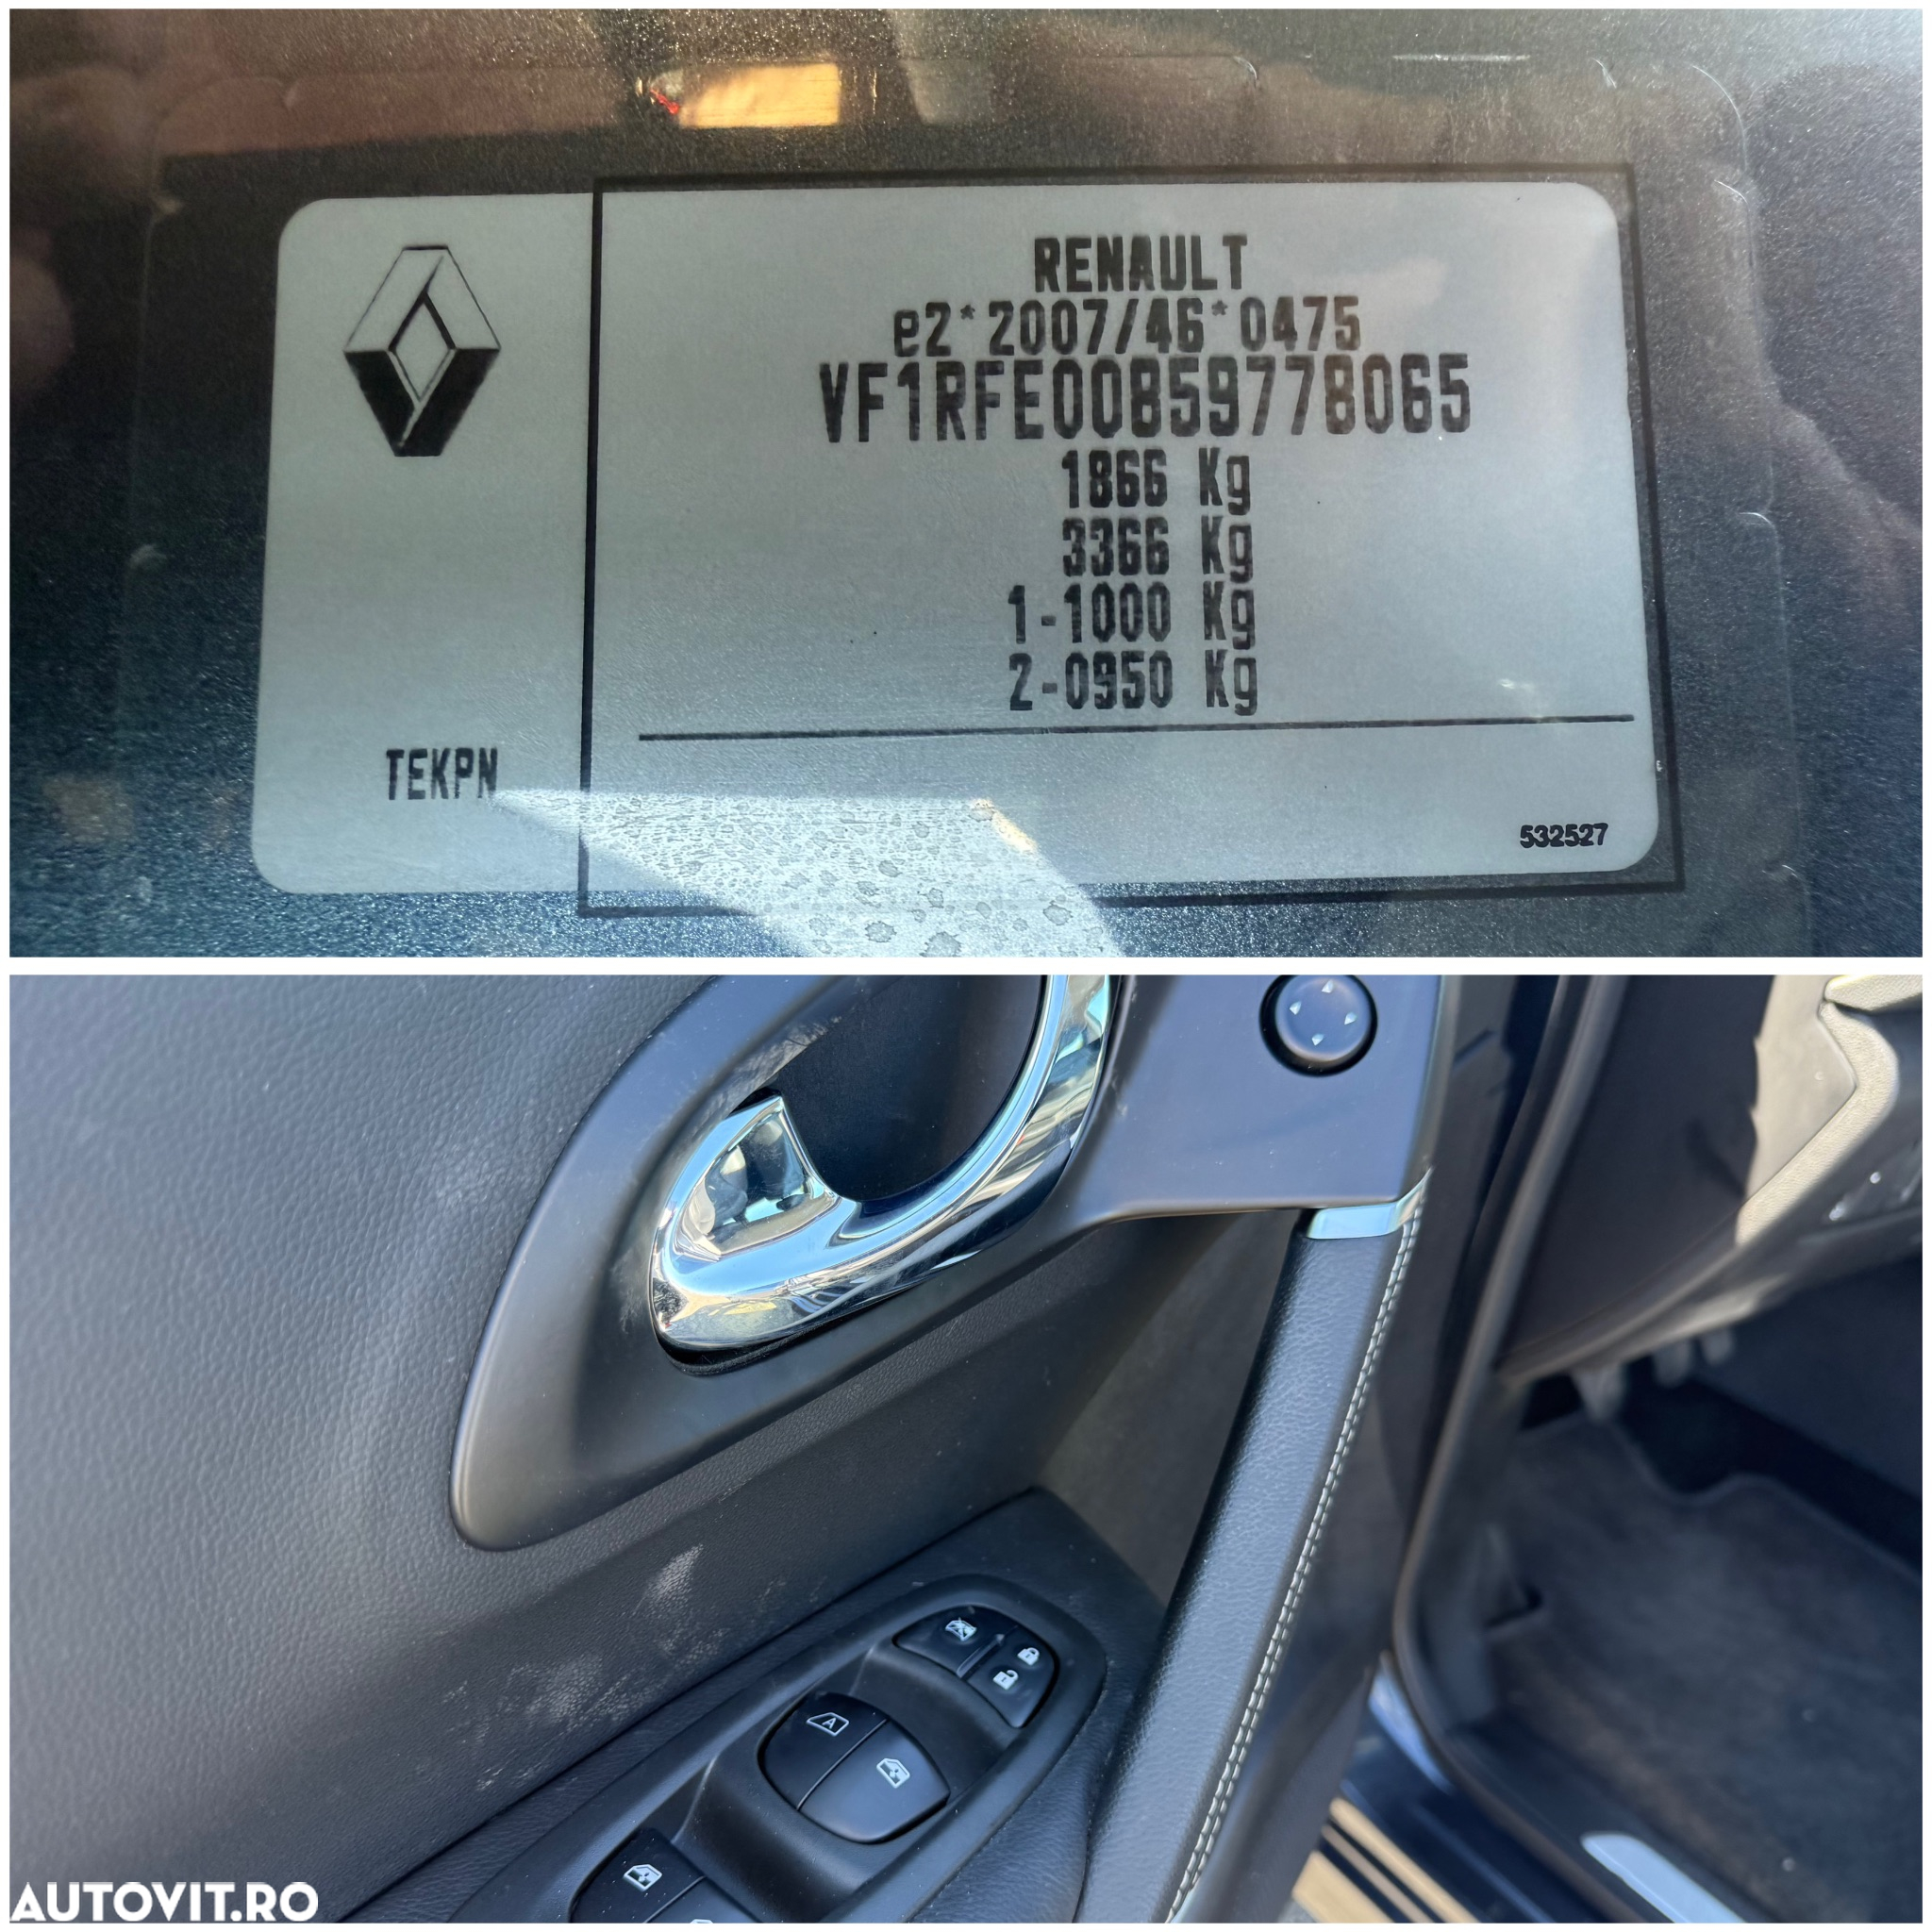 RENAULT
e2*2007/46*0475
VF1RFE00859778065
1866 Kg
3366 Kg
1-1000 Kg
2-0950 Kg
TEKPN
532527
A
AUTOVIT.RO